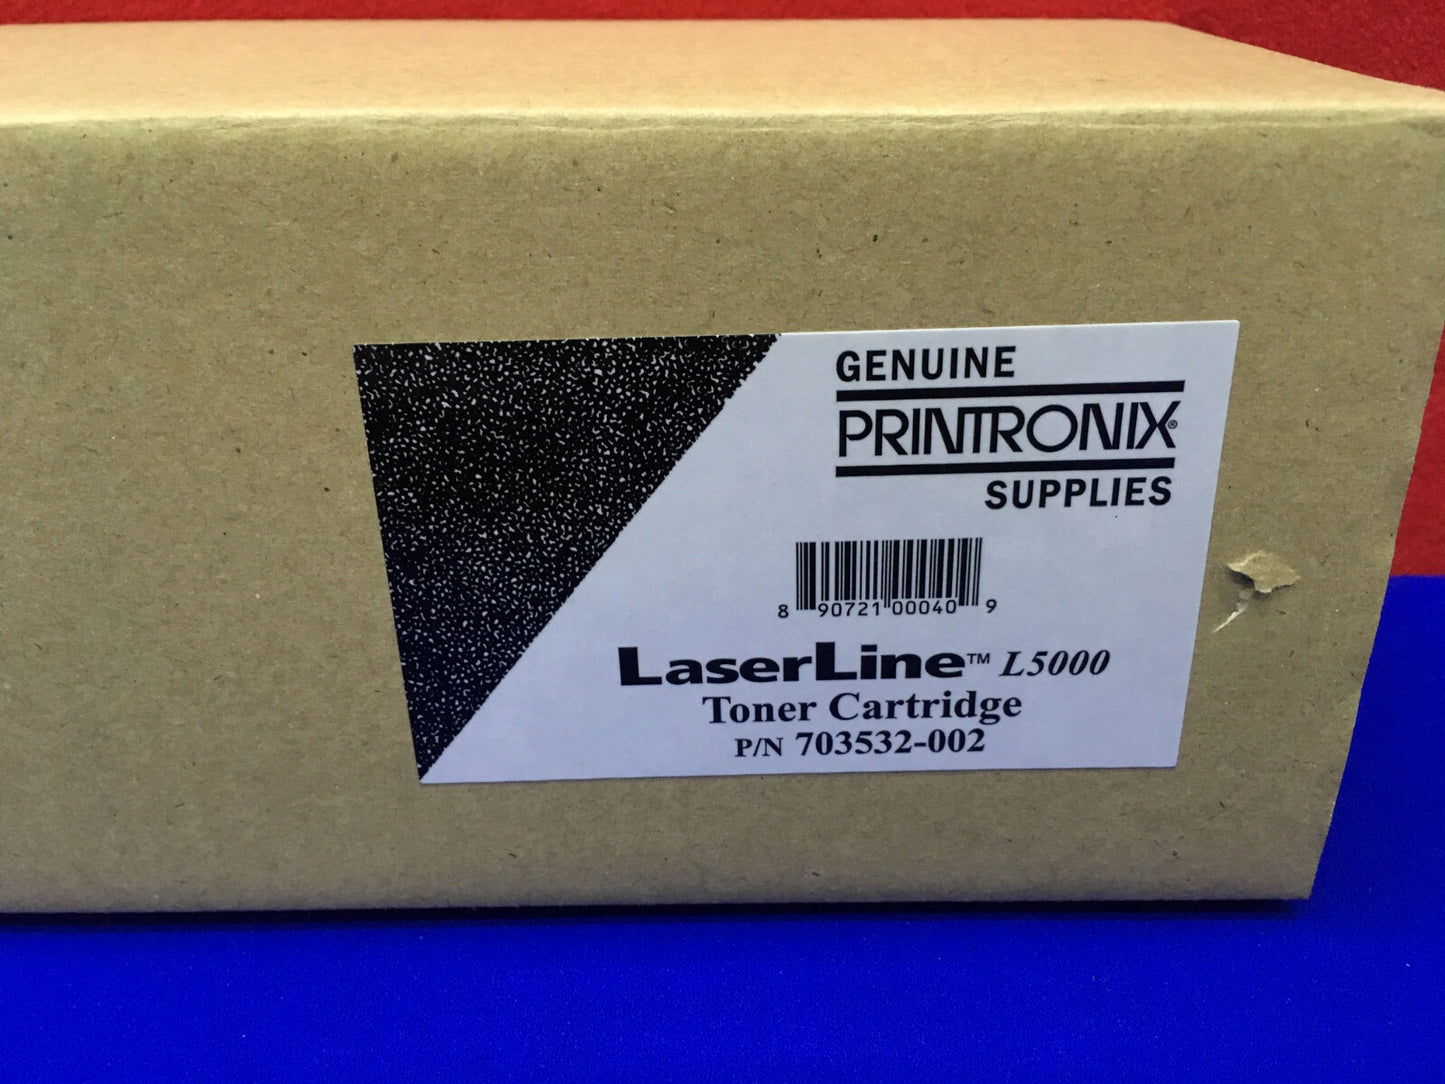 GENUINE
PRINTRONIX®
SUPPLIES
8 90721 00040 9
LaserLine™ L5000
Toner Cartridge
P/N 703532-002